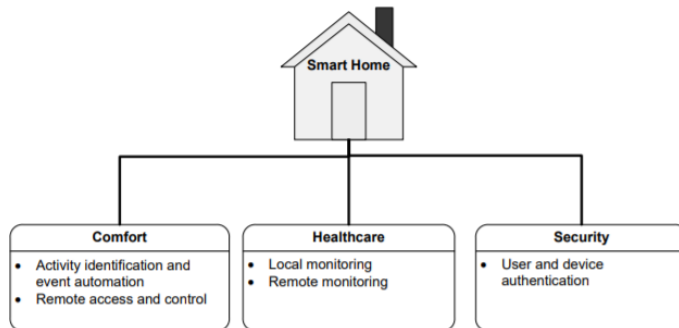 Smart Home
Comfort
• Activity identification and
event automation
• Remote access and control
Healthcare
• Local monitoring
• Remote monitoring
Security
• User and device
authentication